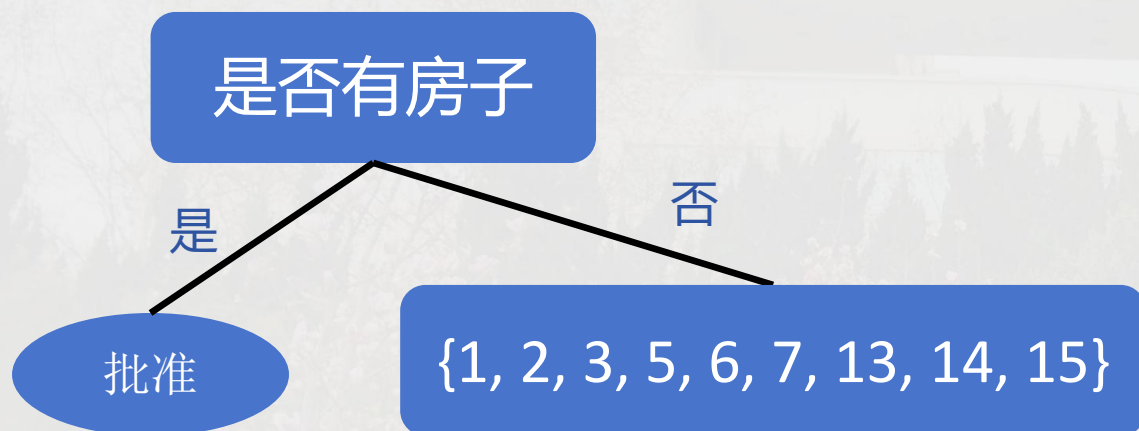 是否有房子
是
否
批准
{1, 2, 3, 5, 6, 7, 13, 14, 15}